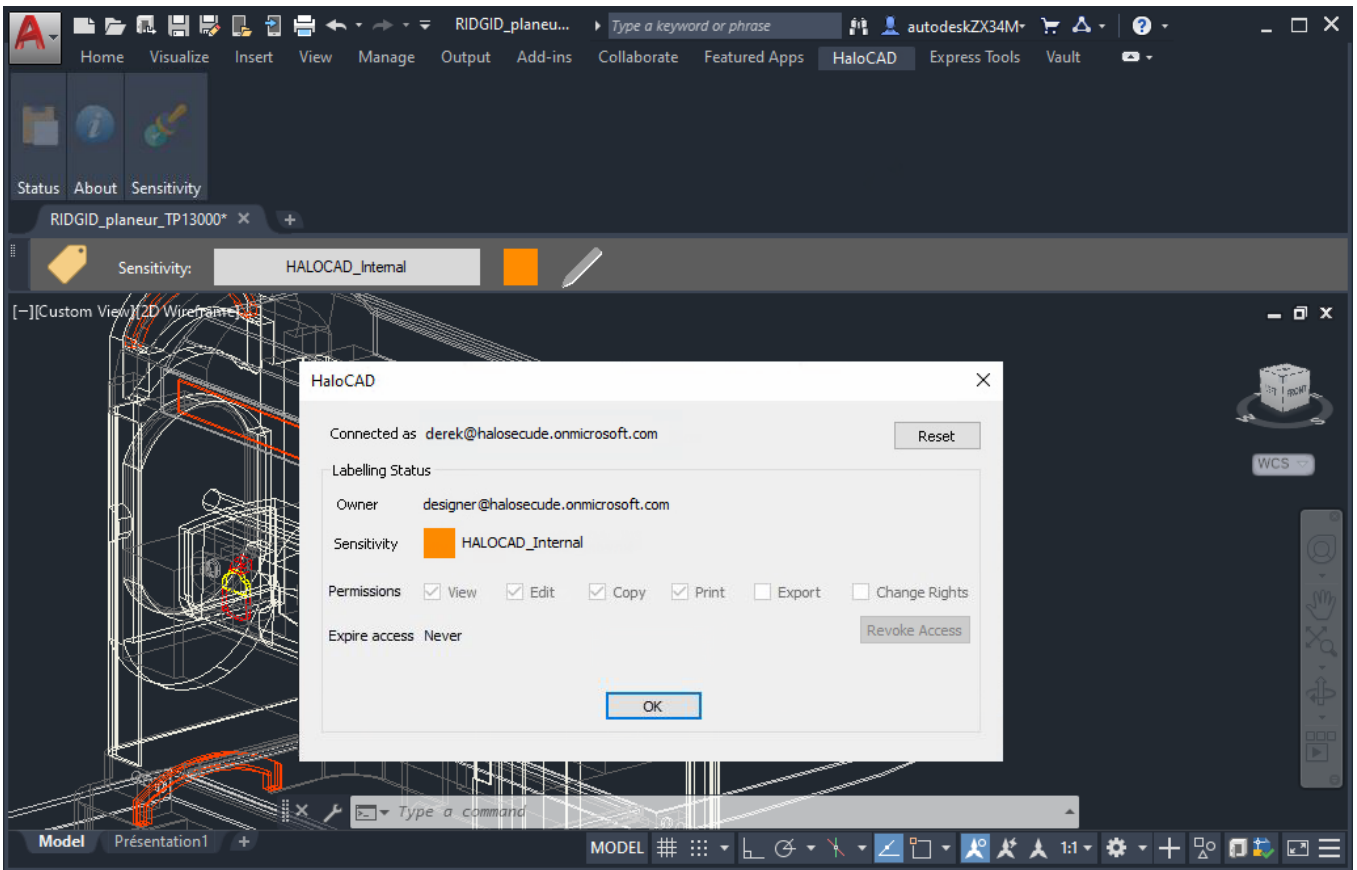 A RIDGID_planeu... Type a keyword or phrase autodeskZX34M ?
Home Visualize Insert View Manage Output Add-ins Collaborate Featured Apps HaloCAD Express Tools Vault
Status About Sensitivity
RIDGID_planeur_TP13000* × +
Sensitivity: HALOCAD_Internal
[−][Custom View][2D Wireframe]
HaloCAD
Connected as derek@halosecude.onmicrosoft.com Reset
Labelling Status
Owner designer@halosecude.onmicrosoft.com
Sensitivity HALOCAD_Internal
Permissions View Edit Copy Print Export Change Rights
Expire access Never Revoke Access
OK
FRONT
WCS
Type a command
Model Présentation1 +
MODEL 1:1